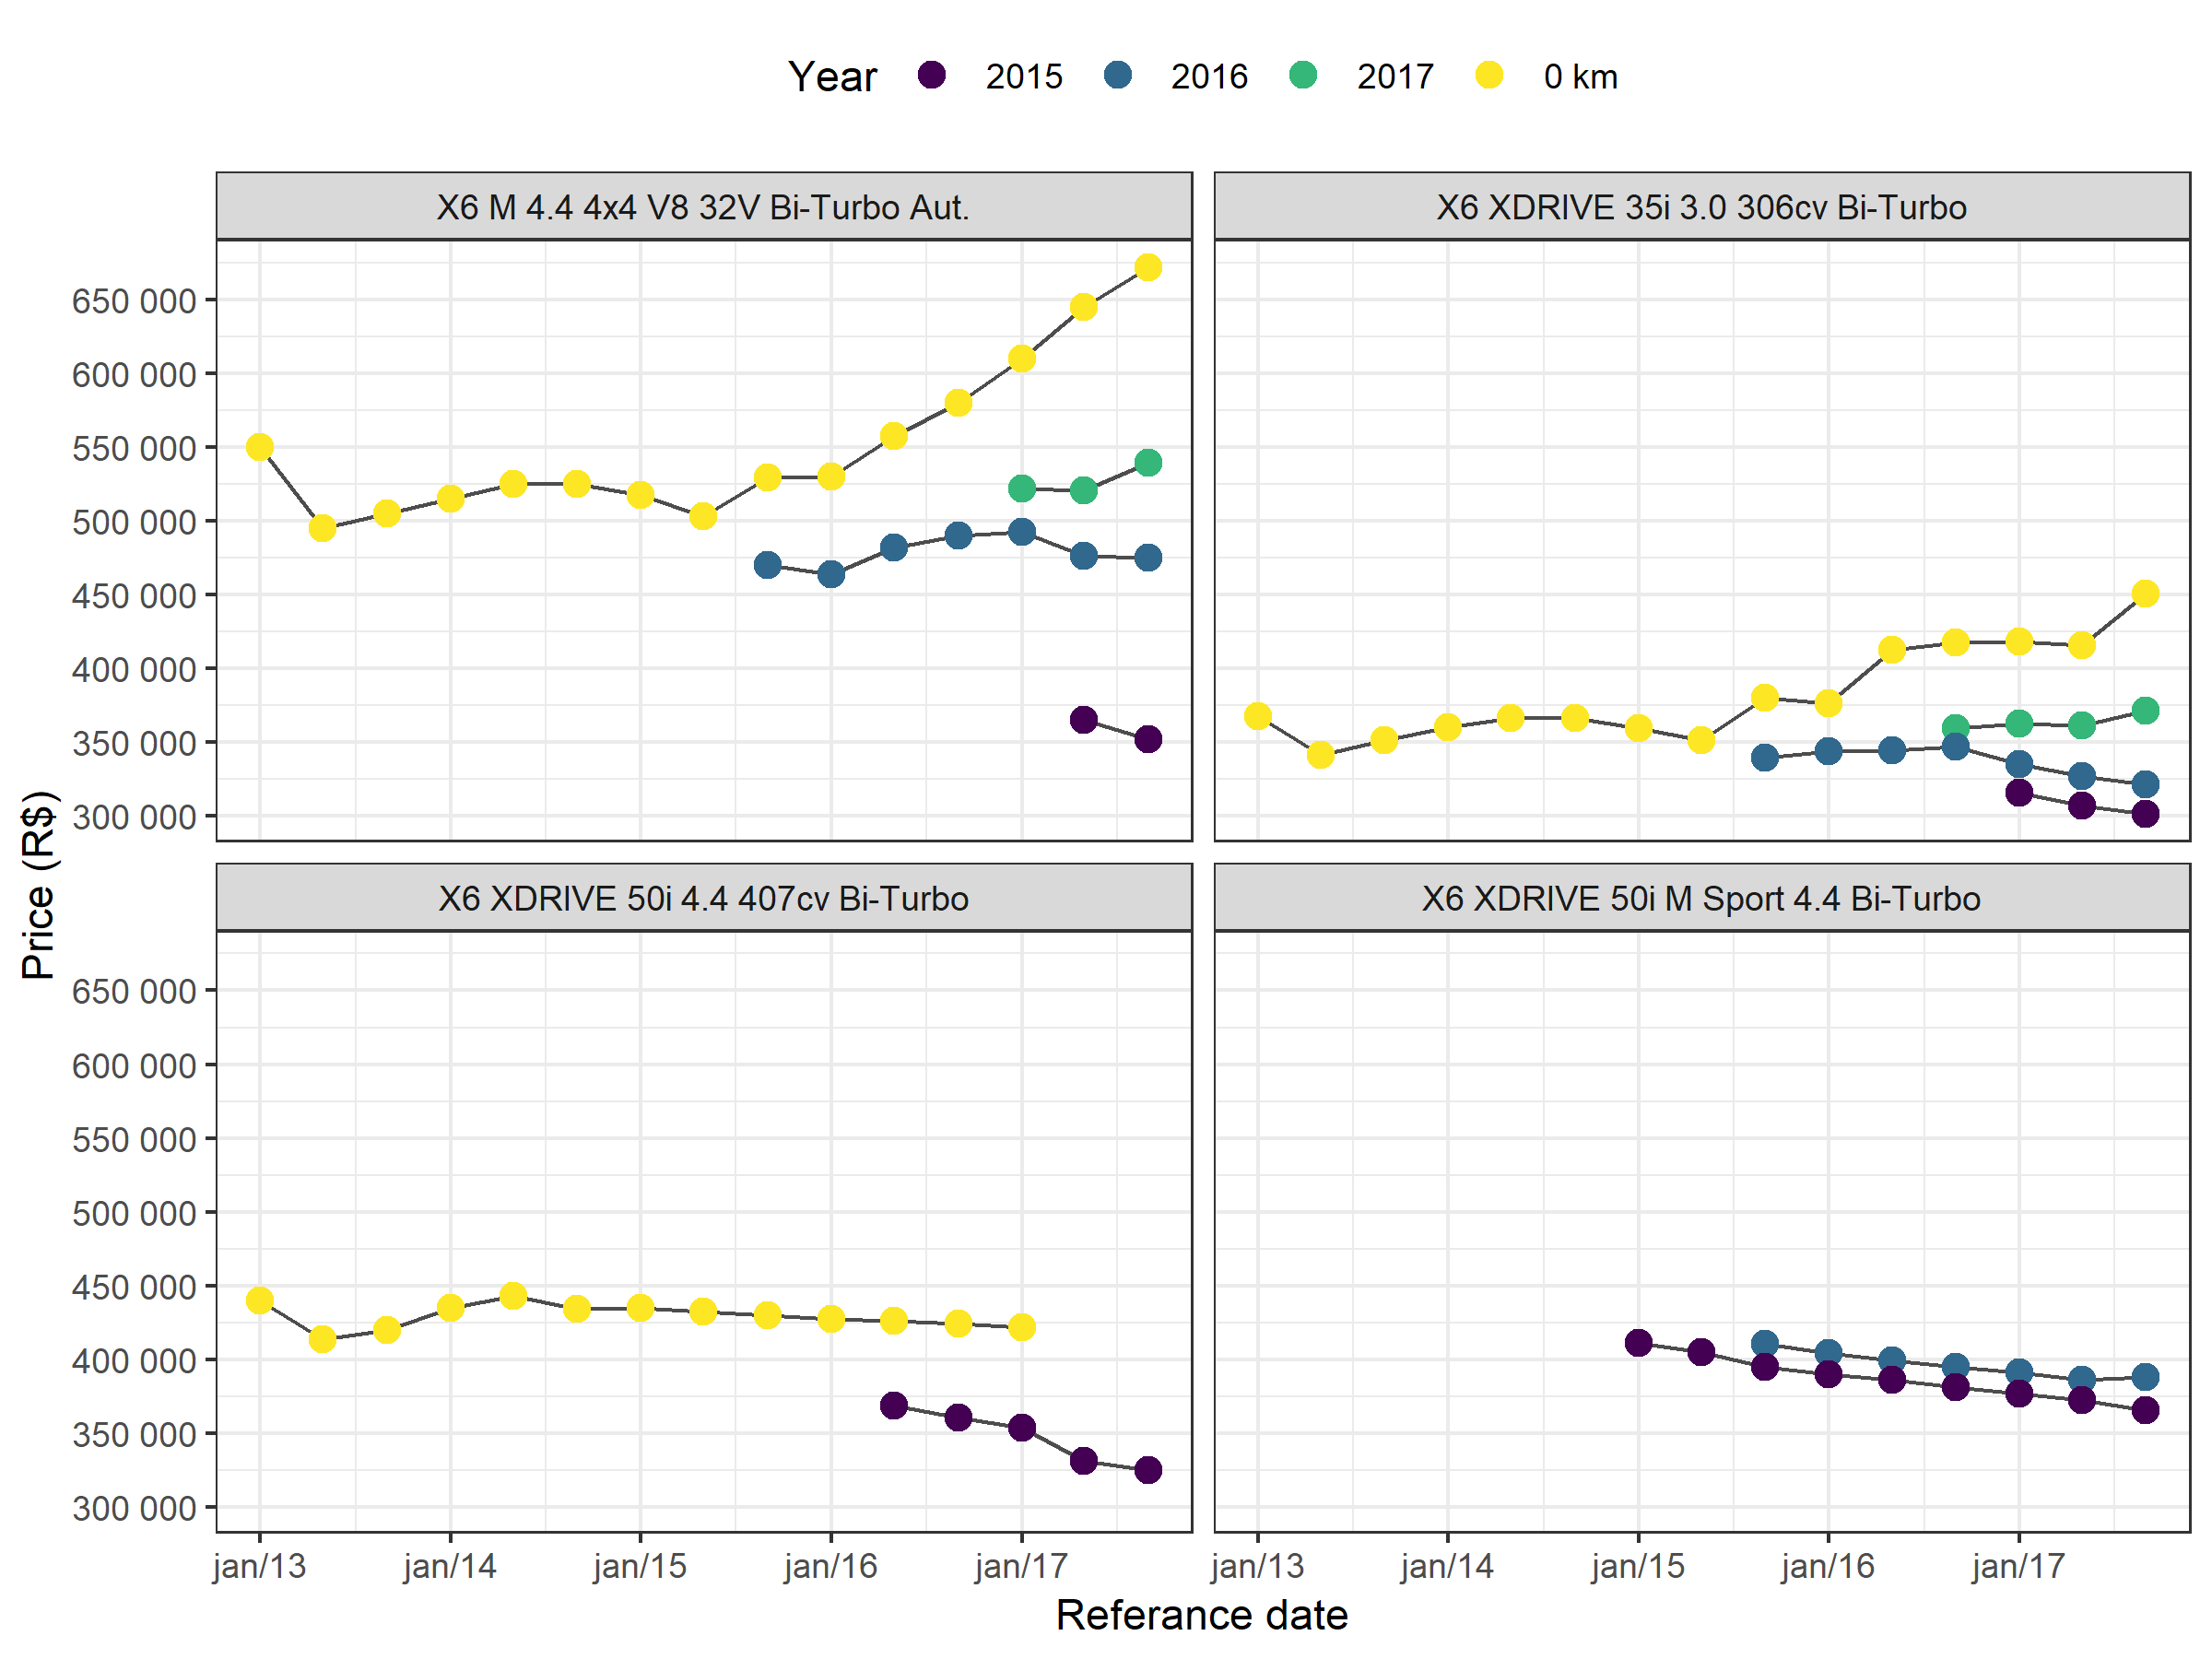 Year 2015 2016 2017 0 km
X6 M 4.4 4x4 V8 32V Bi-Turbo Aut.
X6 XDRIVE 35i 3.0 306cv Bi-Turbo
650 000
600 000
550 000
500 000
450 000
400 000
350 000
300 000
Price (R$)
X6 XDRIVE 50i 4.4 407cv Bi-Turbo
X6 XDRIVE 50i M Sport 4.4 Bi-Turbo
650 000
600 000
550 000
500 000
450 000
400 000
350 000
300 000
jan/13 jan/14 jan/15 jan/16 jan/17
jan/13 jan/14 jan/15 jan/16 jan/17
Referance date